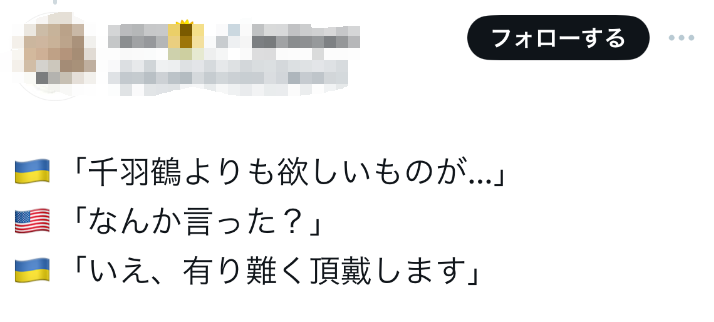 フォローする
🇺🇦「千羽鶴よりも欲しいものが...」
🇺🇸「なんか言った？」
🇺🇦「いえ、有り難く頂戴します」